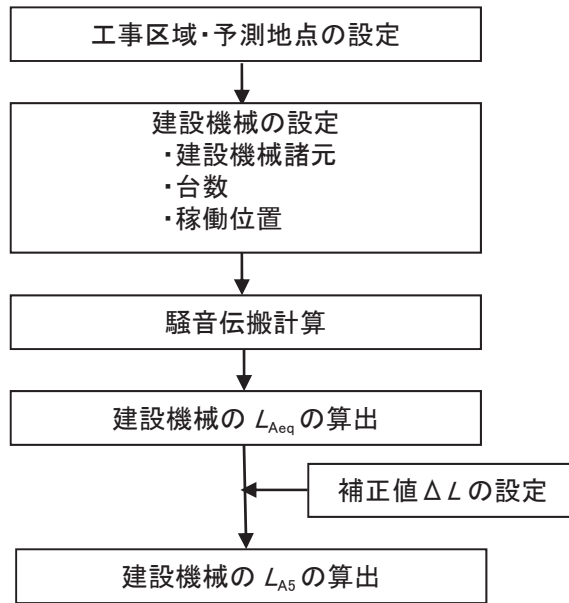 工事区域・予測地点の設定
建設機械の設定
・建設機械諸元
・台数
・稼働位置
騒音伝搬計算
建設機械の LAeq の算出
補正値ΔLの設定
建設機械の LA5 の算出